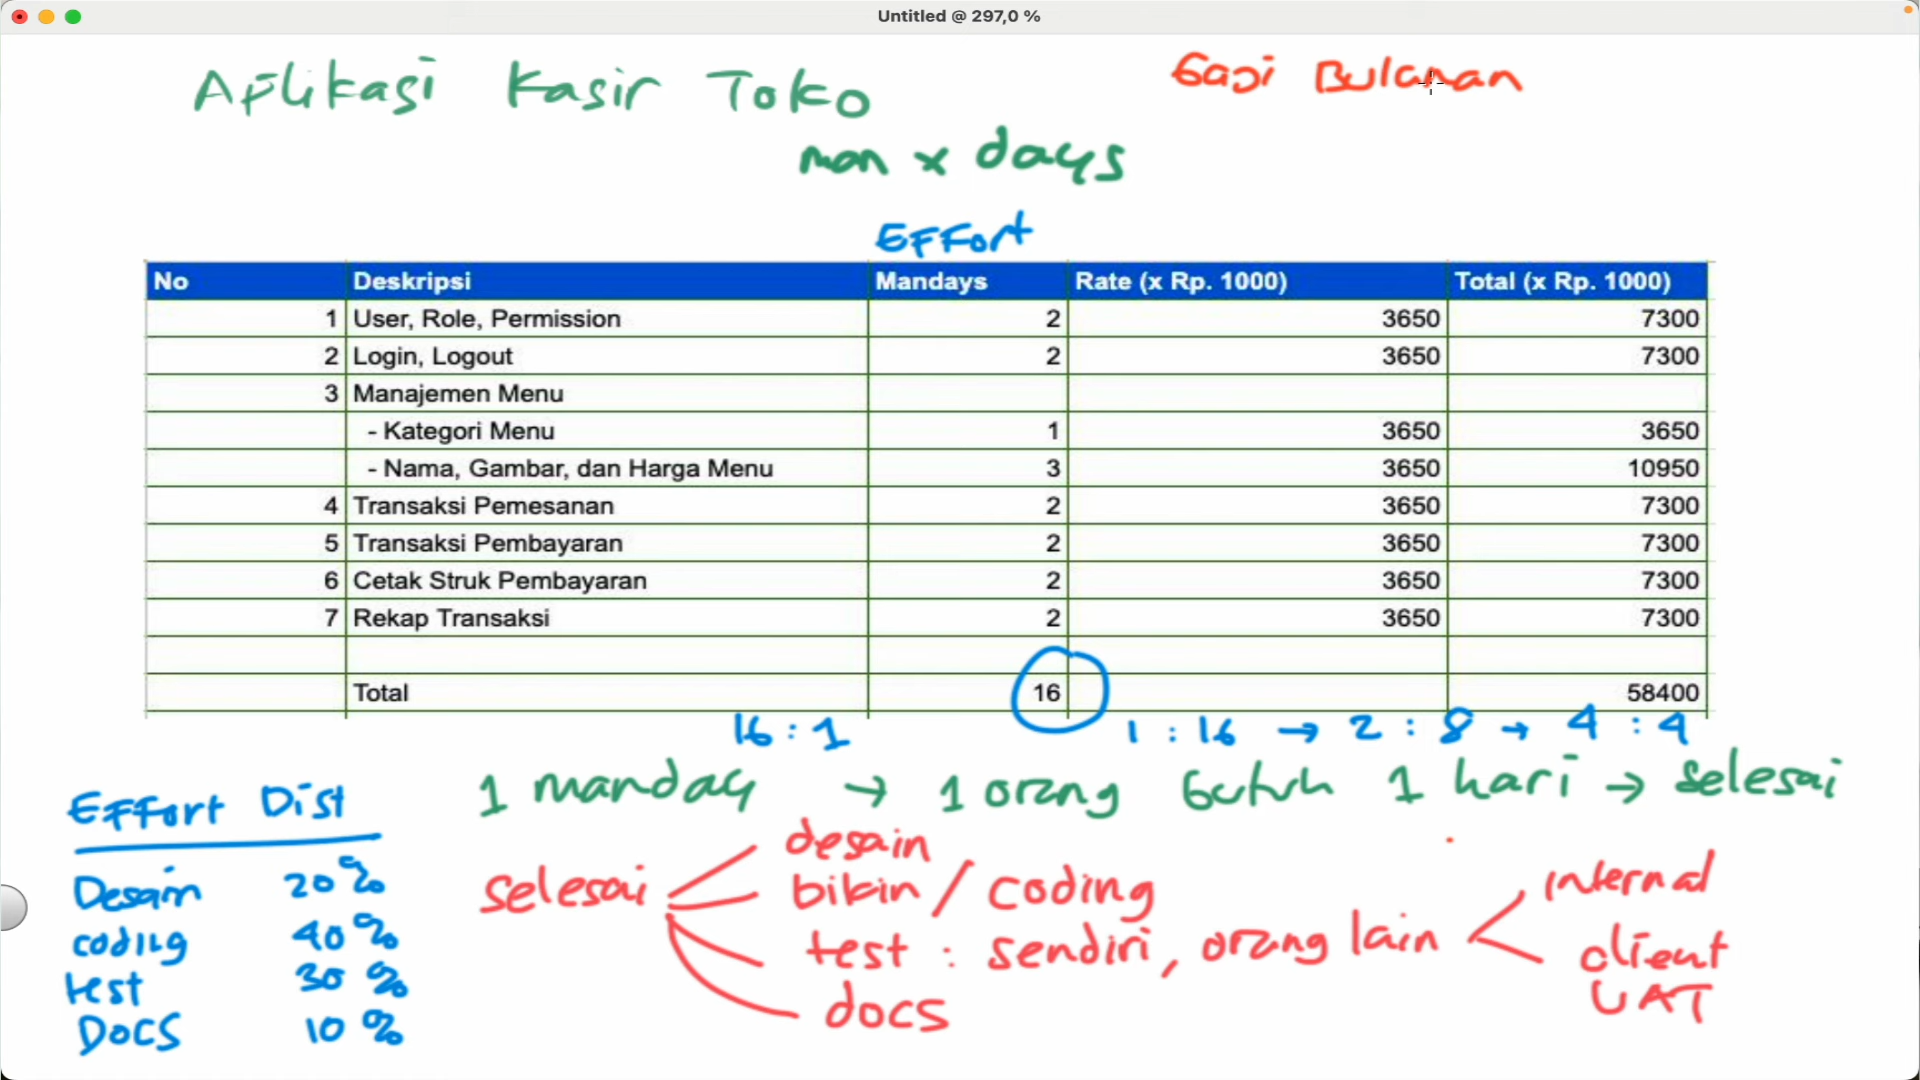 Untitled @ 297,0 %
Aplikasi Kasir Toko
Gaji Bulanan
man x days
Effort
No Deskripsi Mandays Rate (x Rp. 1000) Total (x Rp. 1000)
1 User, Role, Permission 2 3650 7300
2 Login, Logout 2 3650 7300
3 Manajemen Menu
- Kategori Menu 1 3650 3650
- Nama, Gambar, dan Harga Menu 3 3650 10950
4 Transaksi Pemesanan 2 3650 7300
5 Transaksi Pembayaran 2 3650 7300
6 Cetak Struk Pembayaran 2 3650 7300
7 Rekap Transaksi 2 3650 7300
Total 16 58400
16 : 1 1 : 16 → 2 : 8 → 4 : 4
1 manday → 1 orang butuh 1 hari → selesai
Effort Dist
Desain 20%
coding 40%
test 30%
Docs 10%
selesai
desain
bikin / coding
test : sendiri, orang lain
docs
internal
client
UAT